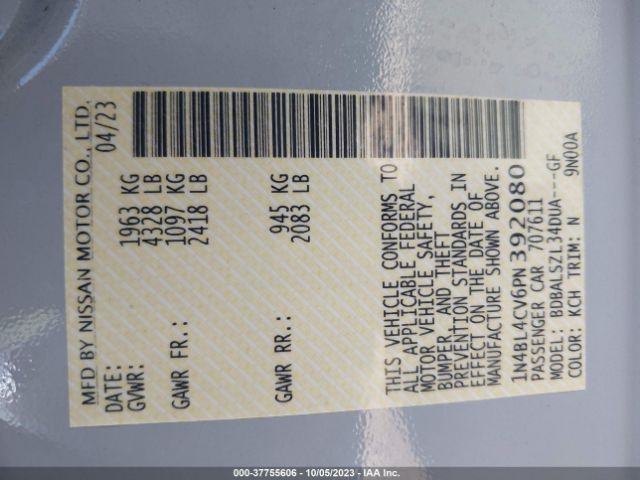 MFD BY NISSAN MOTOR CO., LTD.
DATE: 04/23
GVWR: 1963 KG
4328 LB
GAWR FR.: 1097 KG
2418 LB
GAWR RR.: 945 KG
2083 LB
THIS VEHICLE CONFORMS TO
ALL APPLICABLE FEDERAL
MOTOR VEHICLE SAFETY,
BUMPER, AND THEFT
PREVENTION STANDARDS IN
EFFECT ON THE DATE OF
MANUFACTURE SHOWN ABOVE.
1N4BL4CV6PN392080
PASSENGER CAR 707611
MODEL: BDBALSZL34DUA---GF
COLOR: KCH TRIM: N 9N00A
000-37755606 - 10/05/2023 - IAA Inc.